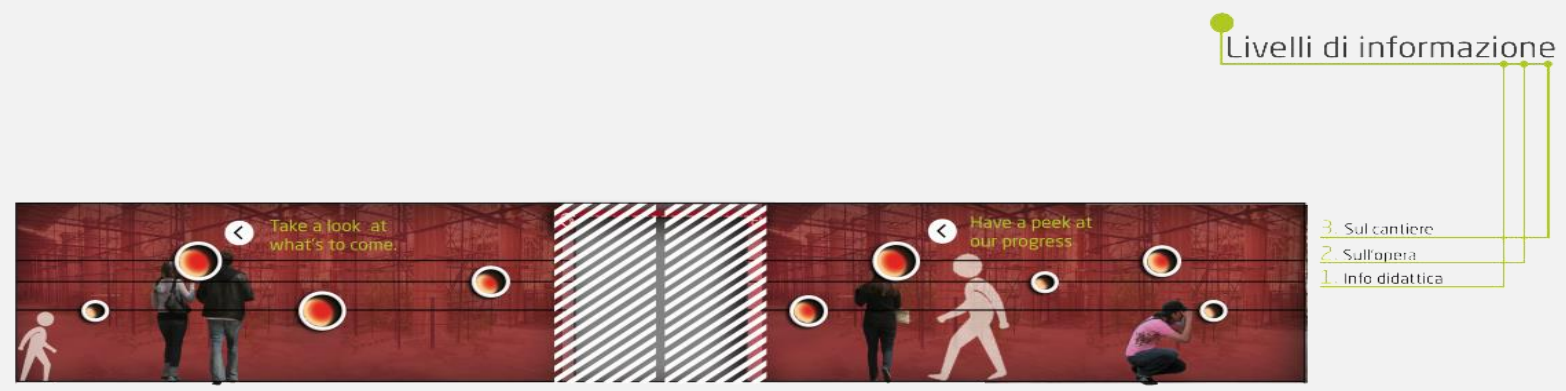 Livelli di informazione
Take a look at
what's to come.
Have a peek at
our progress
3. Sul cantiere
2. Sull'opera
1. Info didattica